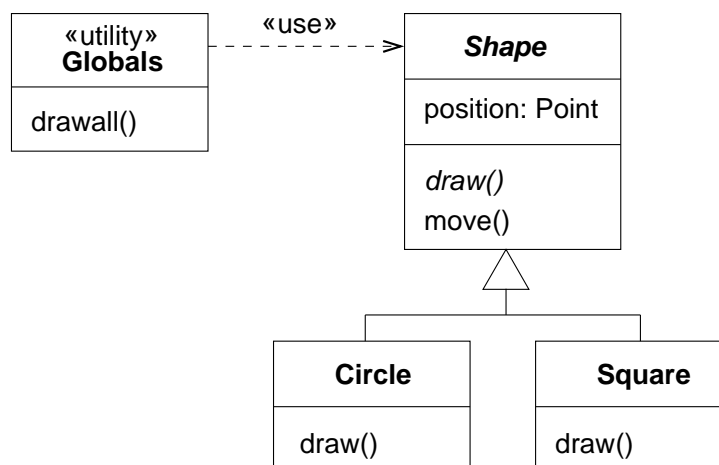 «utility»
Globals
drawall()
«use»
Shape
position: Point
draw()
move()
Circle
draw()
Square
draw()